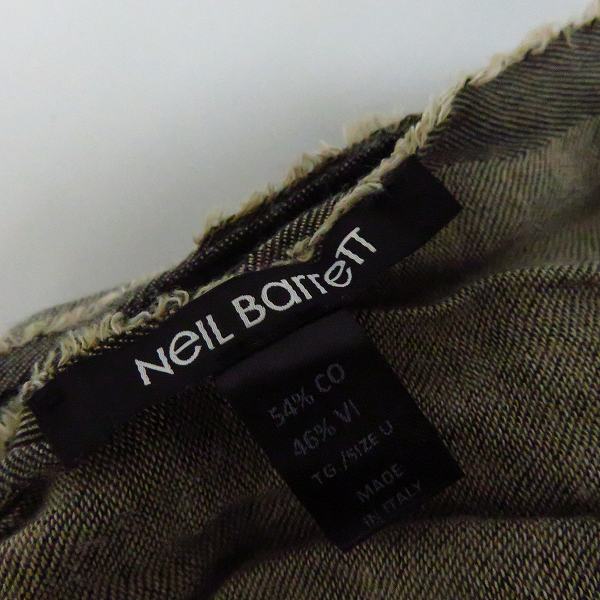 NeiL BarreTT
54% CO
46% VI
TG./SIZE U
MADE
IN ITALY